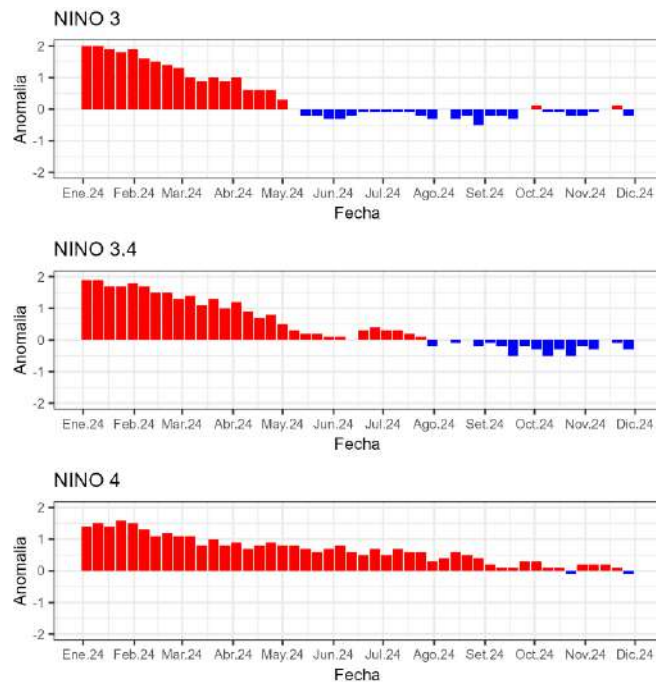 NINO 3
2
1
0
-1
-2
Anomalia
Ene.24 Feb.24 Mar.24 Abr.24 May.24 Jun.24 Jul.24 Ago.24 Set.24 Oct.24 Nov.24 Dic.24
Fecha
NINO 3.4
2
1
0
-1
-2
Anomalia
Ene.24 Feb.24 Mar.24 Abr.24 May.24 Jun.24 Jul.24 Ago.24 Set.24 Oct.24 Nov.24 Dic.24
Fecha
NINO 4
2
1
0
-1
-2
Anomalia
Ene.24 Feb.24 Mar.24 Abr.24 May.24 Jun.24 Jul.24 Ago.24 Set.24 Oct.24 Nov.24 Dic.24
Fecha